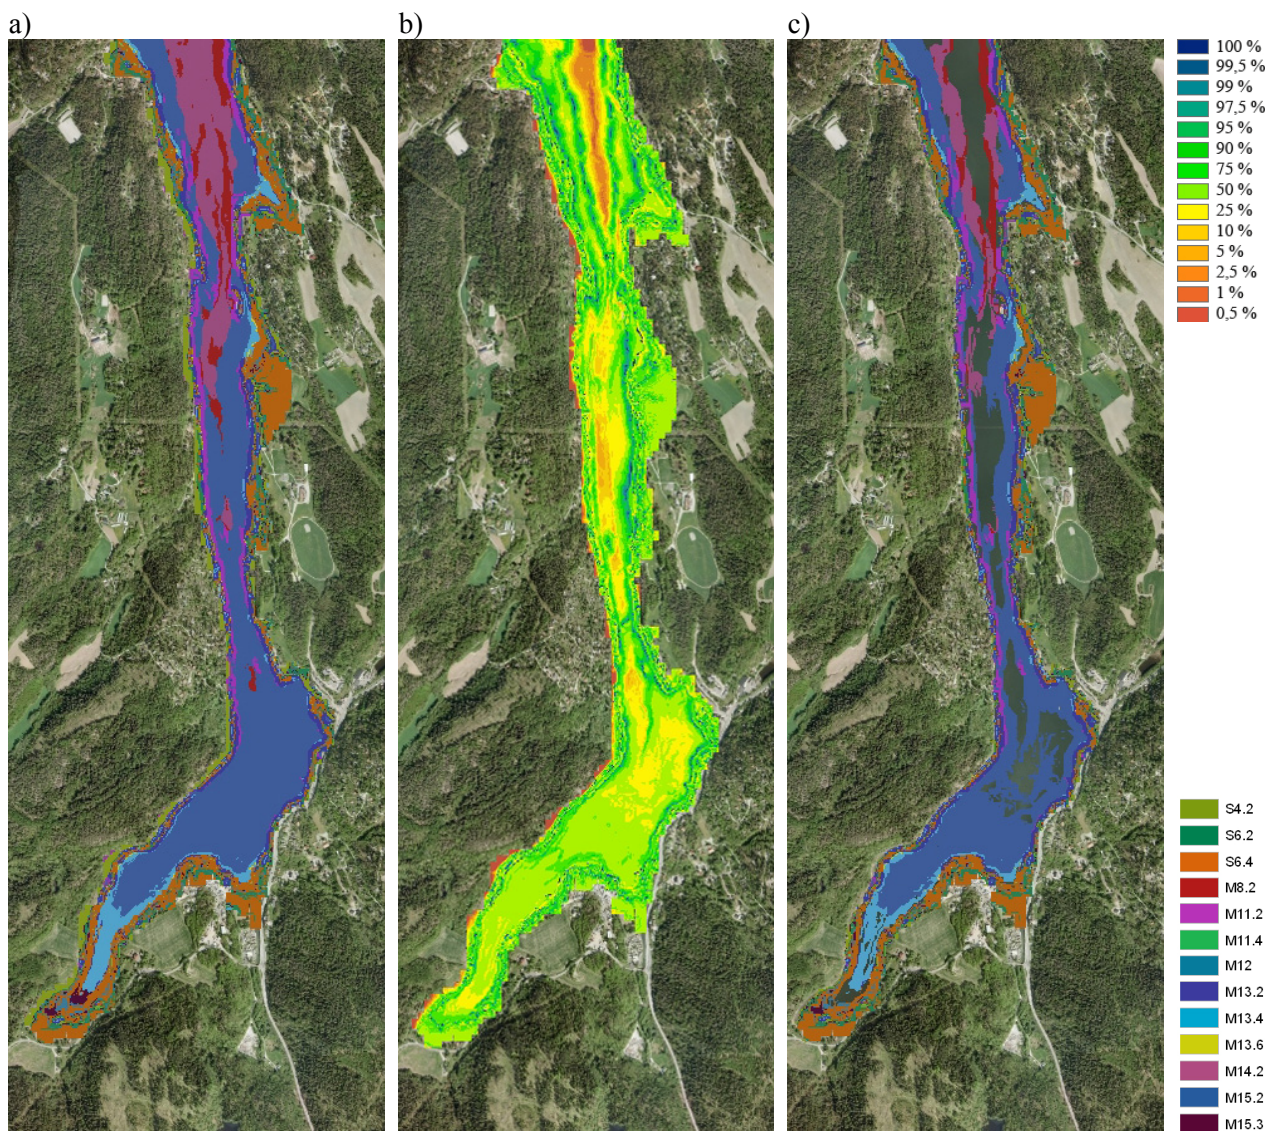 a)
b)
c)
100 %
99,5 %
99 %
97,5 %
95 %
90 %
75 %
50 %
25 %
10 %
5 %
2,5 %
1 %
0,5 %
S4.2
S6.2
S6.4
M8.2
M11.2
M11.4
M12
M13.2
M13.4
M13.6
M14.2
M15.2
M15.3